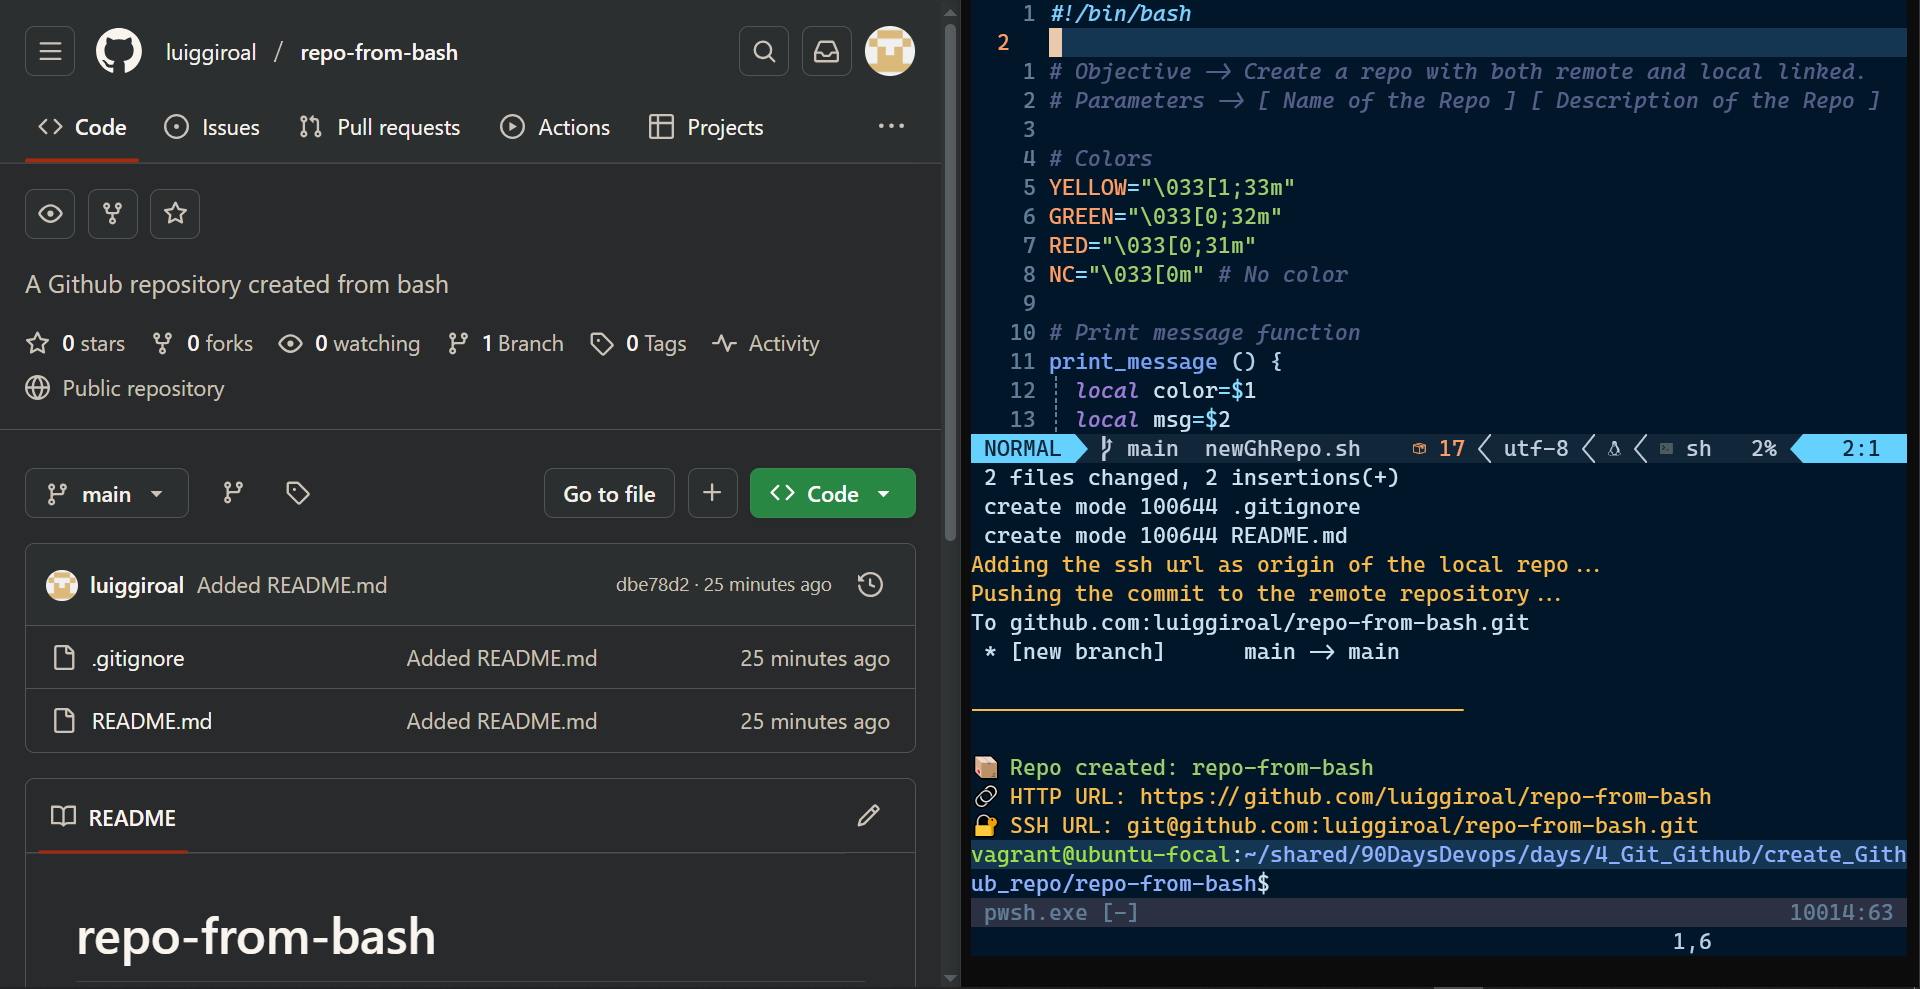 luiggiroal / repo-from-bash
Code Issues Pull requests Actions Projects
A Github repository created from bash
0 stars 0 forks 0 watching 1 Branch 0 Tags Activity
Public repository
main Go to file Code
luiggiroal Added README.md dbe78d2 · 25 minutes ago
.gitignore Added README.md 25 minutes ago
README.md Added README.md 25 minutes ago
README
repo-from-bash
1 #!/bin/bash
2
1 # Objective -> Create a repo with both remote and local linked.
2 # Parameters -> [ Name of the Repo ] [ Description of the Repo ]
3
4 # Colors
5 YELLOW="\033[1;33m"
6 GREEN="\033[0;32m"
7 RED="\033[0;31m"
8 NC="\033[0m" # No color
9
10 # Print message function
11 print_message () {
12 local color=$1
13 local msg=$2
NORMAL main newGhRepo.sh 17 utf-8 sh 2% 2:1
2 files changed, 2 insertions(+)
create mode 100644 .gitignore
create mode 100644 README.md
Adding the ssh url as origin of the local repo...
Pushing the commit to the remote repository...
To github.com:luiggiroal/repo-from-bash.git
* [new branch] main -> main
Repo created: repo-from-bash
HTTP URL: https://github.com/luiggiroal/repo-from-bash
SSH URL: git@github.com:luiggiroal/repo-from-bash.git
vagrant@ubuntu-focal:~/shared/90DaysDevops/days/4_Git_Github/create_Gith
ub_repo/repo-from-bash$
pwsh.exe [-] 10014:63
1,6